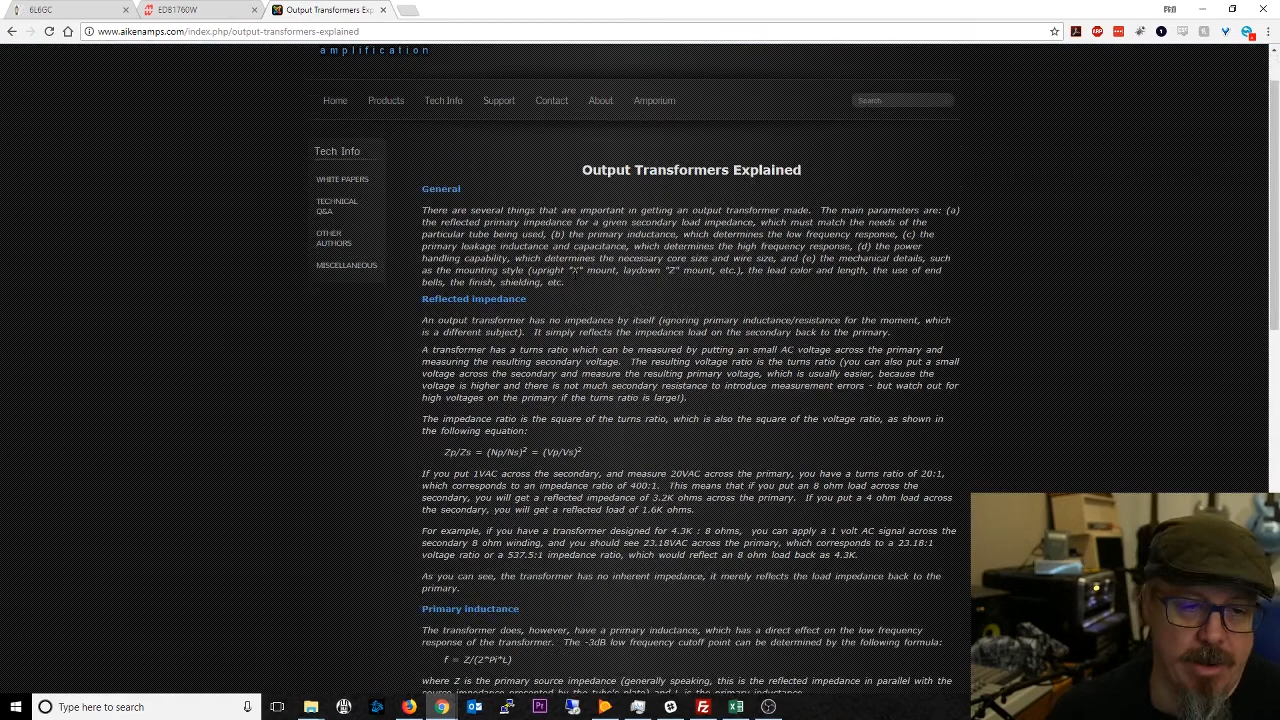 6L6GC
EDB1760W
Output Transformers Exp
www.aikenamps.com/index.php/output-transformers-explained
amplification
Home Products Tech Info Support Contact About Amporium
Search
Tech Info
WHITE PAPERS
TECHNICAL
Q&A
OTHER
AUTHORS
MISCELLANEOUS
Output Transformers Explained
General
There are several things that are important in getting an output transformer made. The main parameters are: (a)
the reflected primary impedance for a given secondary load impedance, which must match the needs of the
particular tube being used, (b) the primary inductance, which determines the low frequency response, (c) the
primary leakage inductance and capacitance, which determines the high frequency response, (d) the power
handling capability, which determines the necessary core size and wire size, and (e) the mechanical details, such
as the mounting style (upright "X" mount, laydown "Z" mount, etc.), the lead color and length, the use of end
bells, the finish, shielding, etc.
Reflected impedance
An output transformer has no impedance by itself (ignoring primary inductance/resistance for the moment, which
is a different subject). It simply reflects the impedance load on the secondary back to the primary.
A transformer has a turns ratio which can be measured by putting an small AC voltage across the primary and
measuring the resulting secondary voltage. The resulting voltage ratio is the turns ratio (you can also put a small
voltage across the secondary and measure the resulting primary voltage, which is usually easier, because the
voltage is higher and there is not much secondary resistance to introduce measurement errors - but watch out for
high voltages on the primary if the turns ratio is large!).
The impedance ratio is the square of the turns ratio, which is also the square of the voltage ratio, as shown in
the following equation:
Zp/Zs = (Np/Ns)² = (Vp/Vs)²
If you put 1VAC across the secondary, and measure 20VAC across the primary, you have a turns ratio of 20:1,
which corresponds to an impedance ratio of 400:1. This means that if you put an 8 ohm load across the
secondary, you will get a reflected impedance of 3.2K ohms across the primary. If you put a 4 ohm load across
the secondary, you will get a reflected load of 1.6K ohms.
For example, if you have a transformer designed for 4.3K : 8 ohms, you can apply a 1 volt AC signal across the
secondary 8 ohm winding, and you should see 23.18VAC across the primary, which corresponds to a 23.18:1
voltage ratio or a 537.5:1 impedance ratio, which would reflect an 8 ohm load back as 4.3K.
As you can see, the transformer has no inherent impedance, it merely reflects the load impedance back to the
primary.
Primary inductance
The transformer does, however, have a primary inductance, which has a direct effect on the low frequency
response of the transformer. The -3dB low frequency cutoff point can be determined by the following formula:
f = Z/(2*Pi*L)
where Z is the primary source impedance (generally speaking, this is the reflected impedance in parallel with the
source impedance presented by the tube's plate) and L is the primary inductance.
Type here to search